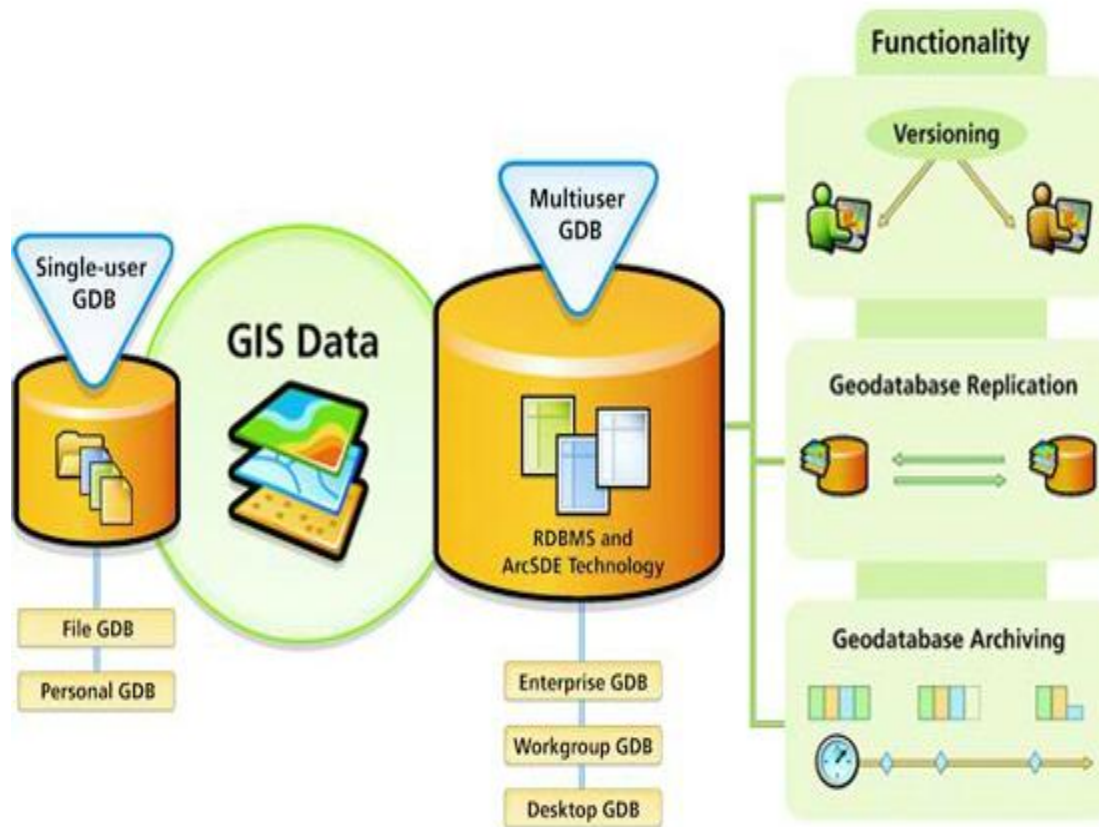 Single-user
GDB
File GDB
Personal GDB
GIS Data
Multiuser
GDB
RDBMS and
ArcSDE Technology
Enterprise GDB
Workgroup GDB
Desktop GDB
Functionality
Versioning
Geodatabase Replication
Geodatabase Archiving